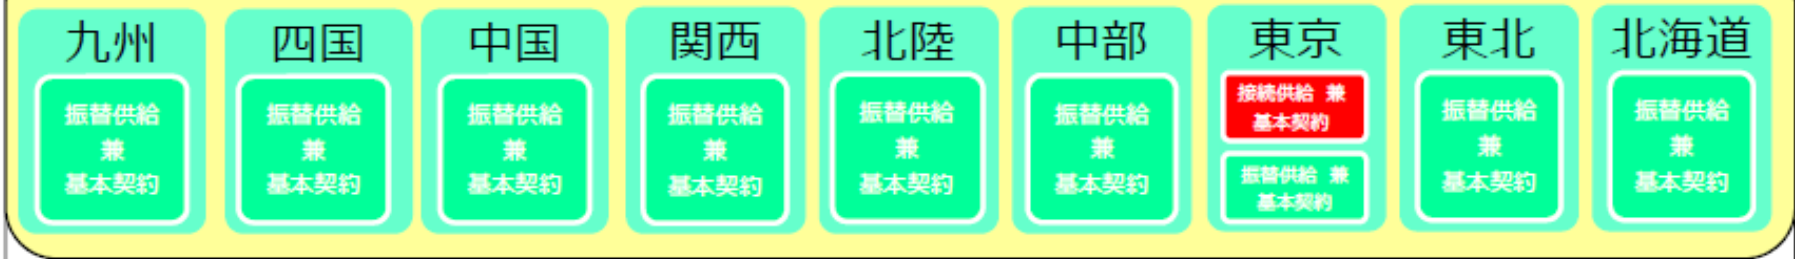 九州
振替供給
兼
基本契約
四国
振替供給
兼
基本契約
中国
振替供給
兼
基本契約
関西
振替供給
兼
基本契約
北陸
振替供給
兼
基本契約
中部
振替供給
兼
基本契約
東京
接続供給 兼
基本契約
振替供給 兼
基本契約
東北
振替供給
兼
基本契約
北海道
振替供給
兼
基本契約